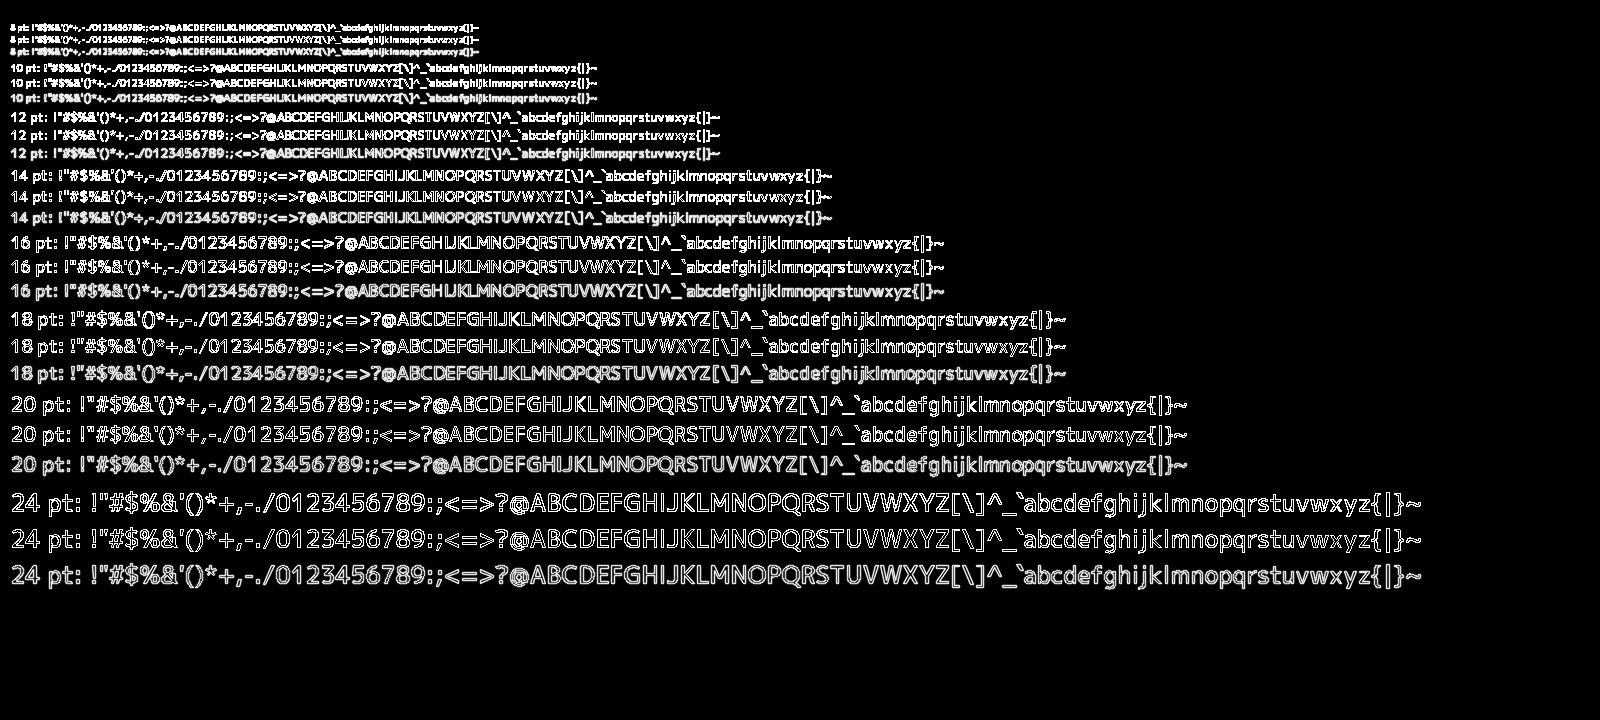 8 pt: !"#$%&'()*+,-./0123456789:;<=>?@ABCDEFGHIJKLMNOPQRSTUVWXYZ[\]^_`abcdefghijklmnopqrstuvwxyz{|}~
8 pt: !"#$%&'()*+,-./0123456789:;<=>?@ABCDEFGHIJKLMNOPQRSTUVWXYZ[\]^_`abcdefghijklmnopqrstuvwxyz{|}~
8 pt: !"#$%&'()*+,-./0123456789:;<=>?@ABCDEFGHIJKLMNOPQRSTUVWXYZ[\]^_`abcdefghijklmnopqrstuvwxyz{|}~
10 pt: !"#$%&'()*+,-./0123456789:;<=>?@ABCDEFGHIJKLMNOPQRSTUVWXYZ[\]^_`abcdefghijklmnopqrstuvwxyz{|}~
10 pt: !"#$%&'()*+,-./0123456789:;<=>?@ABCDEFGHIJKLMNOPQRSTUVWXYZ[\]^_`abcdefghijklmnopqrstuvwxyz{|}~
10 pt: !"#$%&'()*+,-./0123456789:;<=>?@ABCDEFGHIJKLMNOPQRSTUVWXYZ[\]^_`abcdefghijklmnopqrstuvwxyz{|}~
12 pt: !"#$%&'()*+,-./0123456789:;<=>?@ABCDEFGHIJKLMNOPQRSTUVWXYZ[\]^_`abcdefghijklmnopqrstuvwxyz{|}~
12 pt: !"#$%&'()*+,-./0123456789:;<=>?@ABCDEFGHIJKLMNOPQRSTUVWXYZ[\]^_`abcdefghijklmnopqrstuvwxyz{|}~
12 pt: !"#$%&'()*+,-./0123456789:;<=>?@ABCDEFGHIJKLMNOPQRSTUVWXYZ[\]^_`abcdefghijklmnopqrstuvwxyz{|}~
14 pt: !"#$%&'()*+,-./0123456789:;<=>?@ABCDEFGHIJKLMNOPQRSTUVWXYZ[\]^_`abcdefghijklmnopqrstuvwxyz{|}~
14 pt: !"#$%&'()*+,-./0123456789:;<=>?@ABCDEFGHIJKLMNOPQRSTUVWXYZ[\]^_`abcdefghijklmnopqrstuvwxyz{|}~
14 pt: !"#$%&'()*+,-./0123456789:;<=>?@ABCDEFGHIJKLMNOPQRSTUVWXYZ[\]^_`abcdefghijklmnopqrstuvwxyz{|}~
16 pt: !"#$%&'()*+,-./0123456789:;<=>?@ABCDEFGHIJKLMNOPQRSTUVWXYZ[\]^_`abcdefghijklmnopqrstuvwxyz{|}~
16 pt: !"#$%&'()*+,-./0123456789:;<=>?@ABCDEFGHIJKLMNOPQRSTUVWXYZ[\]^_`abcdefghijklmnopqrstuvwxyz{|}~
16 pt: !"#$%&'()*+,-./0123456789:;<=>?@ABCDEFGHIJKLMNOPQRSTUVWXYZ[\]^_`abcdefghijklmnopqrstuvwxyz{|}~
18 pt: !"#$%&'()*+,-./0123456789:;<=>?@ABCDEFGHIJKLMNOPQRSTUVWXYZ[\]^_`abcdefghijklmnopqrstuvwxyz{|}~
18 pt: !"#$%&'()*+,-./0123456789:;<=>?@ABCDEFGHIJKLMNOPQRSTUVWXYZ[\]^_`abcdefghijklmnopqrstuvwxyz{|}~
18 pt: !"#$%&'()*+,-./0123456789:;<=>?@ABCDEFGHIJKLMNOPQRSTUVWXYZ[\]^_`abcdefghijklmnopqrstuvwxyz{|}~
20 pt: !"#$%&'()*+,-./0123456789:;<=>?@ABCDEFGHIJKLMNOPQRSTUVWXYZ[\]^_`abcdefghijklmnopqrstuvwxyz{|}~
20 pt: !"#$%&'()*+,-./0123456789:;<=>?@ABCDEFGHIJKLMNOPQRSTUVWXYZ[\]^_`abcdefghijklmnopqrstuvwxyz{|}~
20 pt: !"#$%&'()*+,-./0123456789:;<=>?@ABCDEFGHIJKLMNOPQRSTUVWXYZ[\]^_`abcdefghijklmnopqrstuvwxyz{|}~
24 pt: !"#$%&'()*+,-./0123456789:;<=>?@ABCDEFGHIJKLMNOPQRSTUVWXYZ[\]^_`abcdefghijklmnopqrstuvwxyz{|}~
24 pt: !"#$%&'()*+,-./0123456789:;<=>?@ABCDEFGHIJKLMNOPQRSTUVWXYZ[\]^_`abcdefghijklmnopqrstuvwxyz{|}~
24 pt: !"#$%&'()*+,-./0123456789:;<=>?@ABCDEFGHIJKLMNOPQRSTUVWXYZ[\]^_`abcdefghijklmnopqrstuvwxyz{|}~